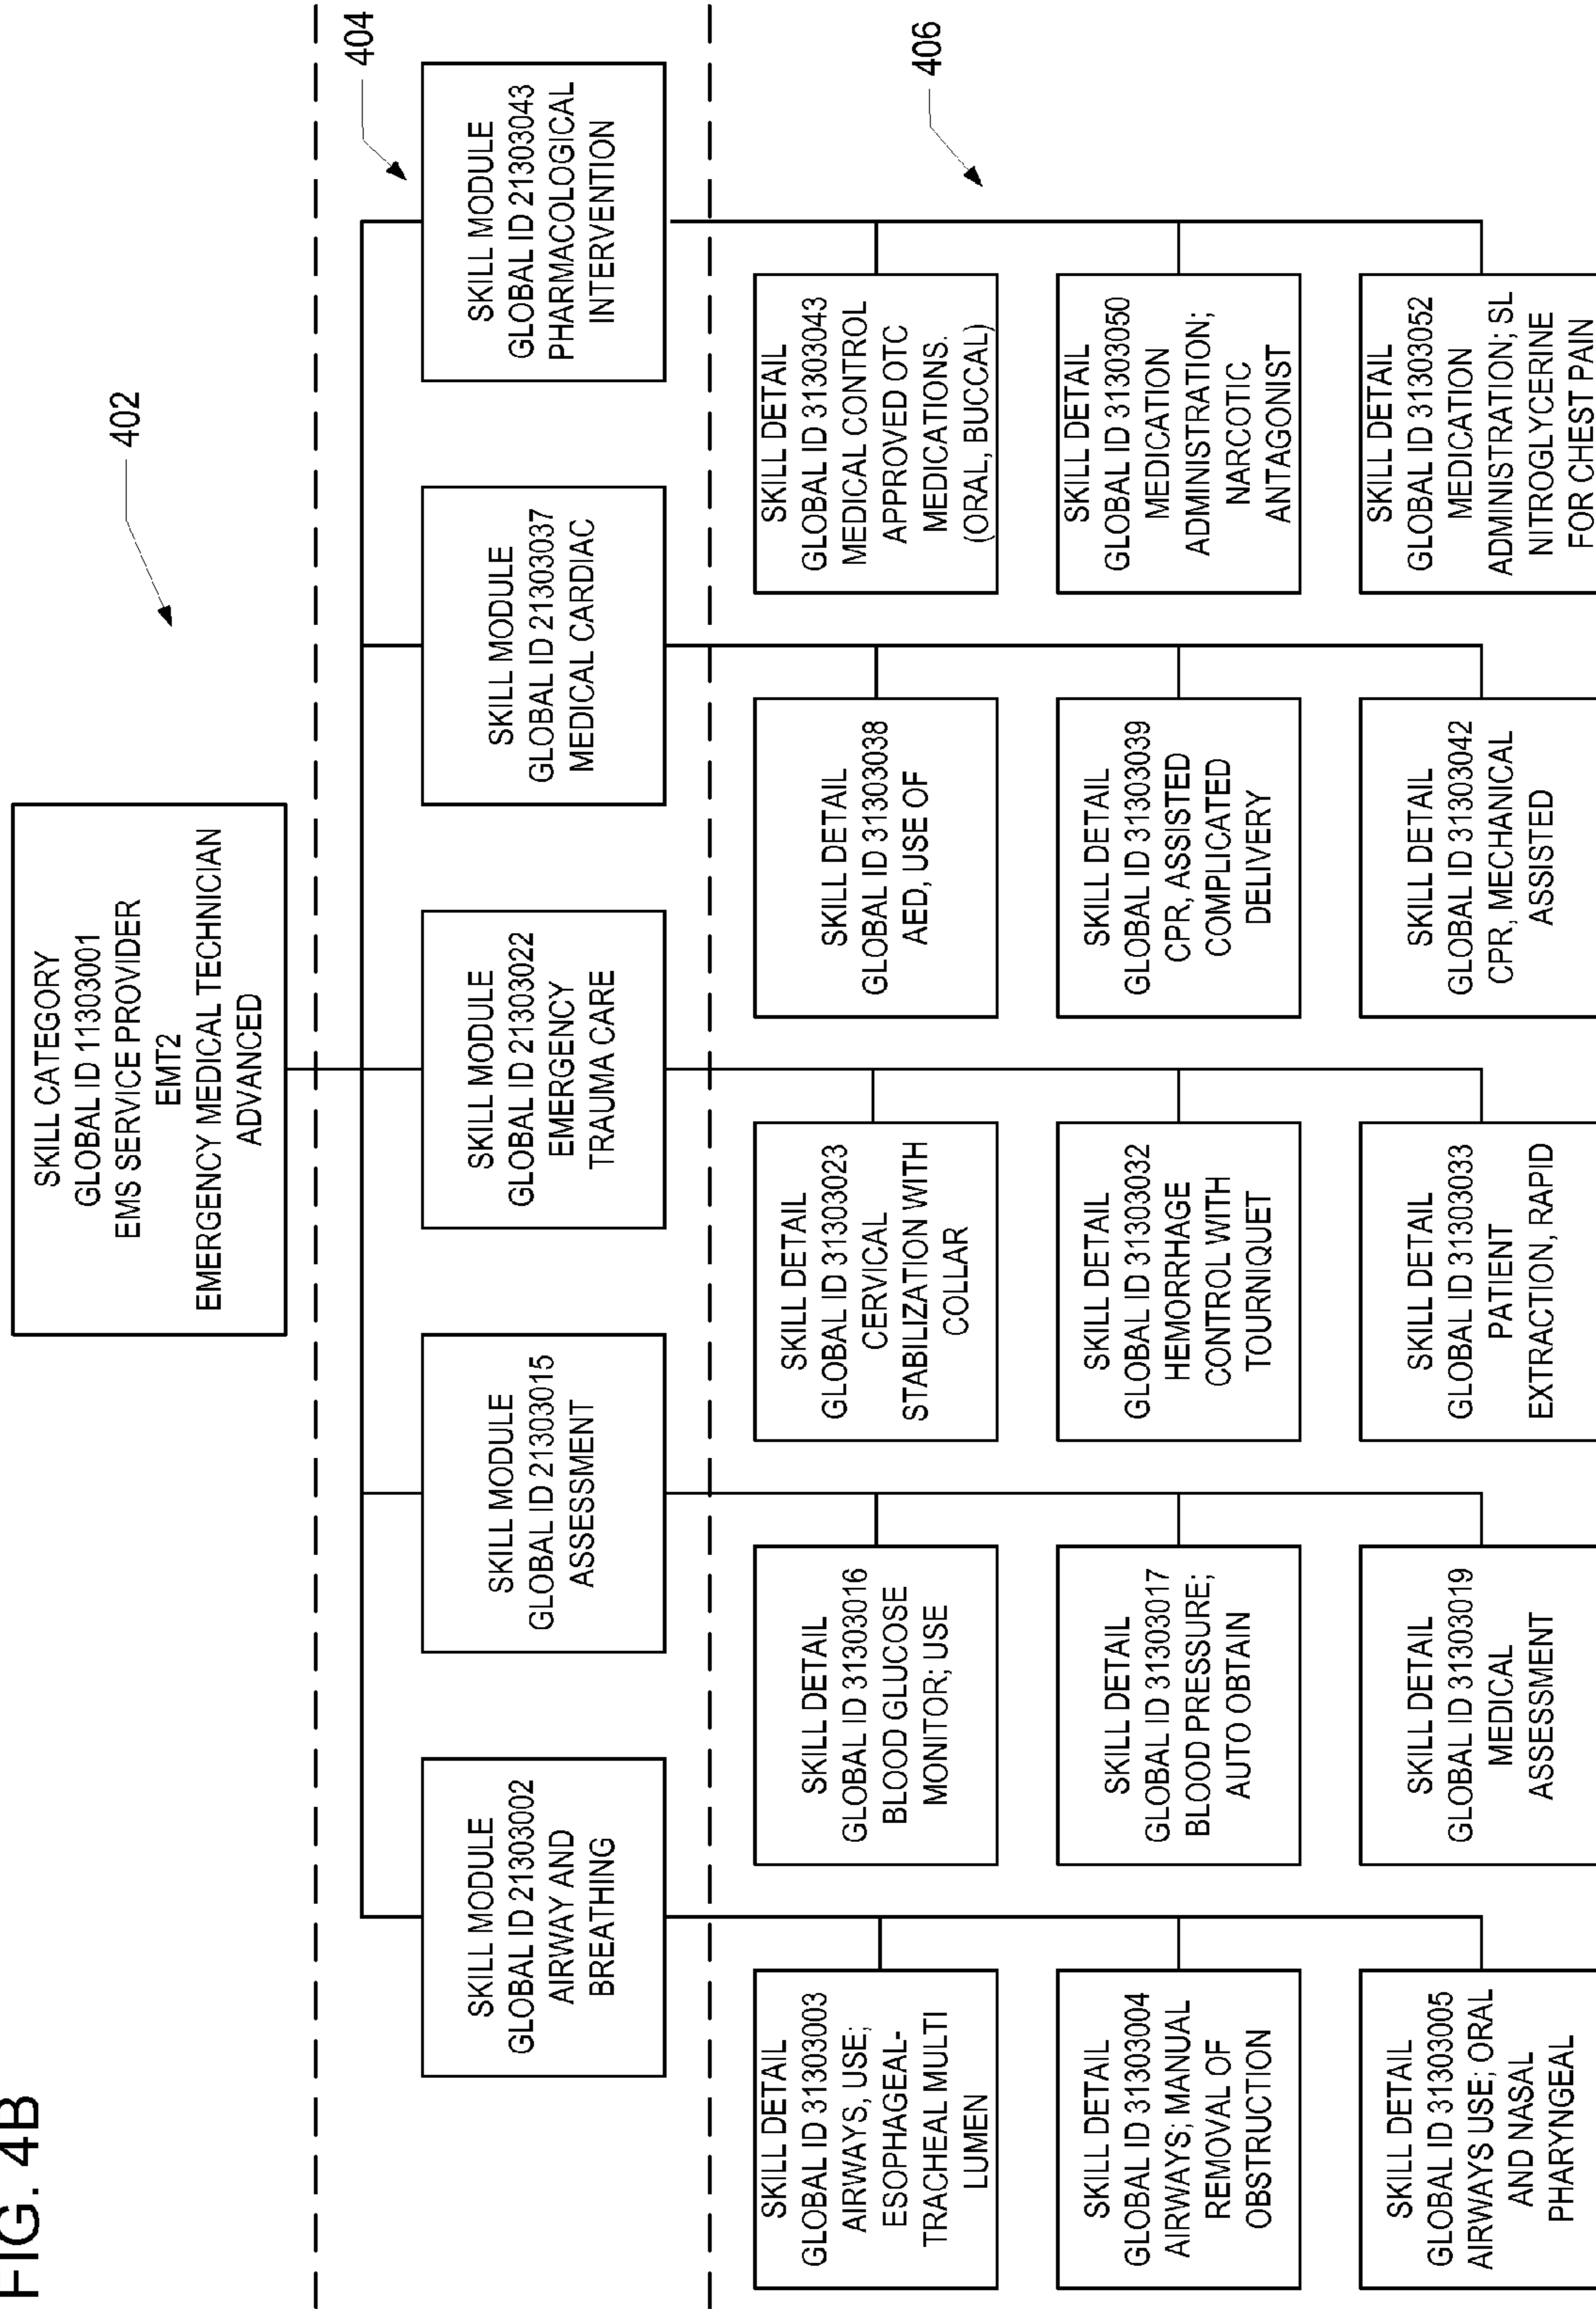 FIG. 4B
SKILL CATEGORY
GLOBAL ID 11303001
EMS SERVICE PROVIDER
EMT2
EMERGENCY MEDICAL TECHNICIAN
ADVANCED
402
404
SKILL MODULE
GLOBAL ID 21303002
AIRWAY AND
BREATHING
SKILL MODULE
GLOBAL ID 21303015
ASSESSMENT
SKILL MODULE
GLOBAL ID 21303022
EMERGENCY
TRAUMA CARE
SKILL MODULE
GLOBAL ID 21303037
MEDICAL CARDIAC
SKILL MODULE
GLOBAL ID 21303043
PHARMACOLOGICAL
INTERVENTION
406
SKILL DETAIL
GLOBAL ID 31303003
AIRWAYS, USE;
ESOPHAGEAL-
TRACHEAL MULTI
LUMEN
SKILL DETAIL
GLOBAL ID 31303016
BLOOD GLUCOSE
MONITOR; USE
SKILL DETAIL
GLOBAL ID 31303023
CERVICAL
STABILIZATION WITH
COLLAR
SKILL DETAIL
GLOBAL ID 31303038
AED, USE OF
SKILL DETAIL
GLOBAL ID 31303043
MEDICAL CONTROL
APPROVED OTC
MEDICATIONS.
(ORAL, BUCCAL)
SKILL DETAIL
GLOBAL ID 31303004
AIRWAYS; MANUAL
REMOVAL OF
OBSTRUCTION
SKILL DETAIL
GLOBAL ID 31303017
BLOOD PRESSURE;
AUTO OBTAIN
SKILL DETAIL
GLOBAL ID 31303032
HEMORRHAGE
CONTROL WITH
TOURNIQUET
SKILL DETAIL
GLOBAL ID 31303039
CPR, ASSISTED
COMPLICATED
DELIVERY
SKILL DETAIL
GLOBAL ID 31303050
MEDICATION
ADMINISTRATION;
NARCOTIC
ANTAGONIST
SKILL DETAIL
GLOBAL ID 31303005
AIRWAYS USE; ORAL
AND NASAL
PHARYNGEAL
SKILL DETAIL
GLOBAL ID 31303019
MEDICAL
ASSESSMENT
SKILL DETAIL
GLOBAL ID 31303033
PATIENT
EXTRACTION, RAPID
SKILL DETAIL
GLOBAL ID 31303042
CPR, MECHANICAL
ASSISTED
SKILL DETAIL
GLOBAL ID 31303052
MEDICATION
ADMINISTRATION; SL
NITROGLYCERINE
FOR CHEST PAIN